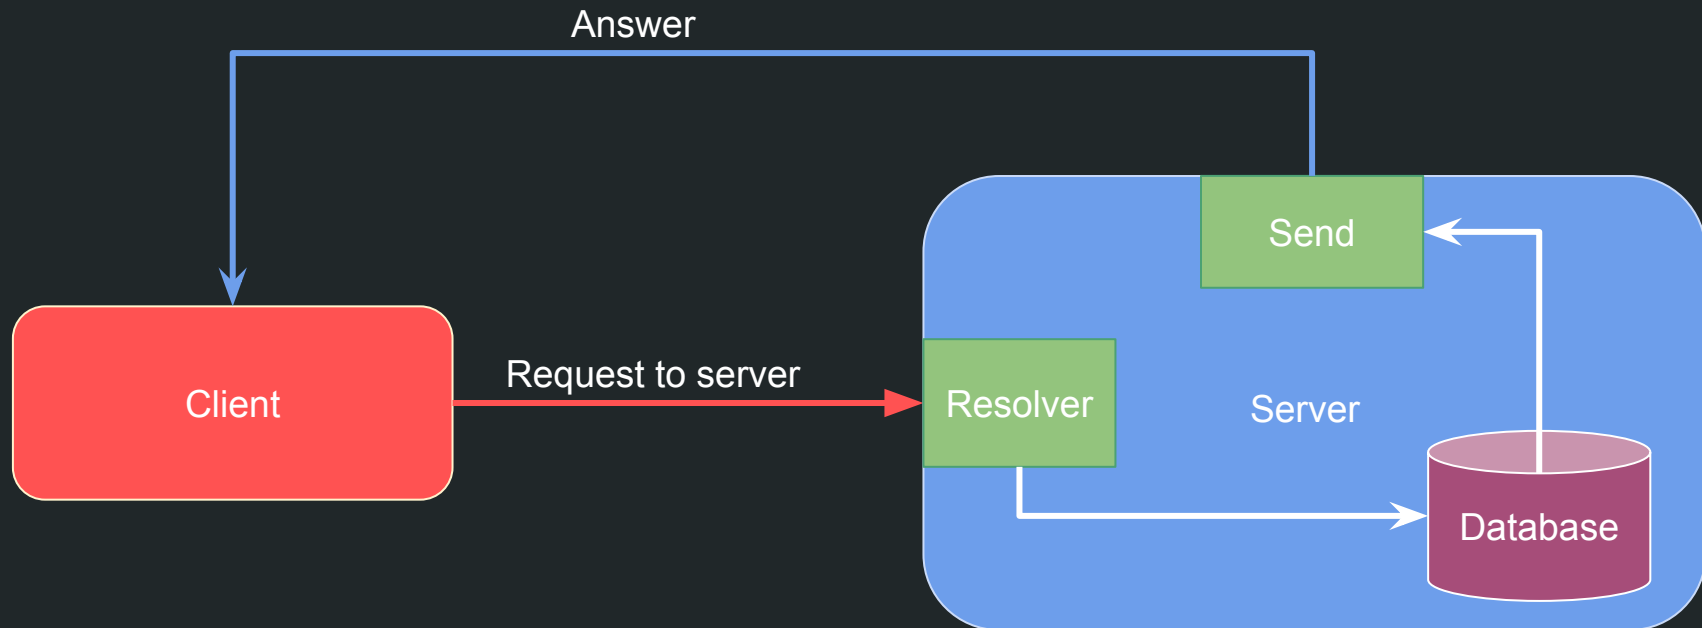 Answer
Send
Request to server
Client
Resolver
Server
Database